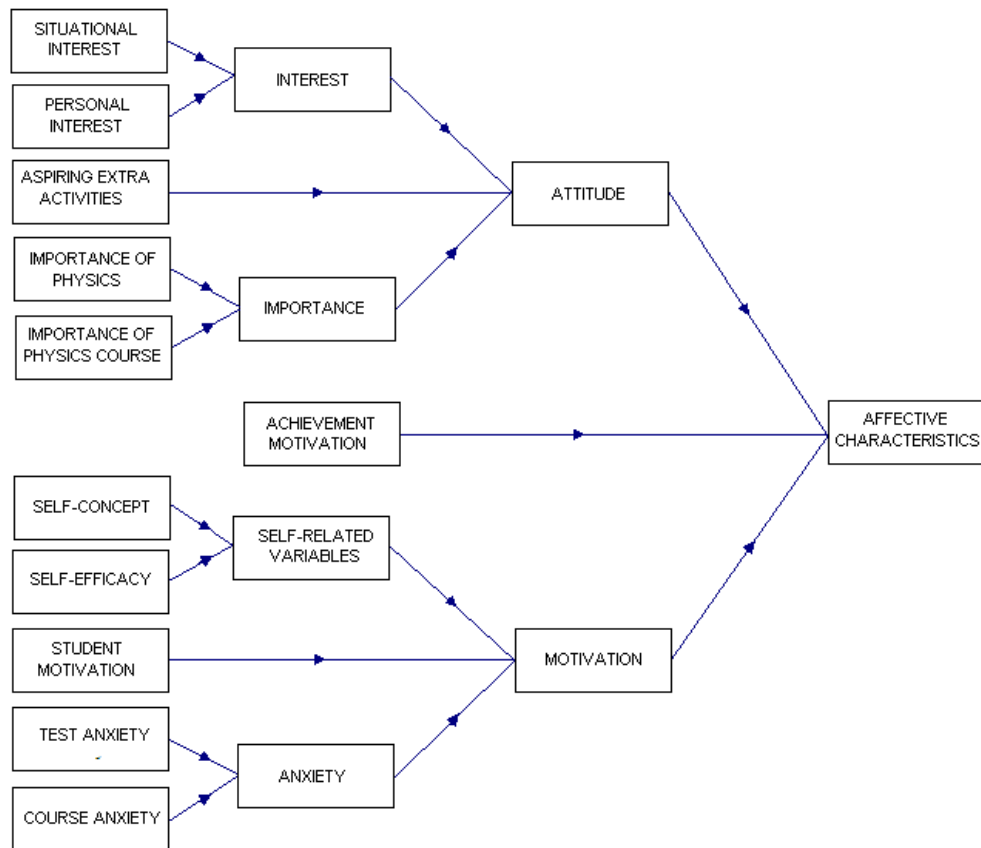 SITUATIONAL
INTEREST
INTEREST
PERSONAL
INTEREST
ASPIRING EXTRA
ACTIVITIES
ATTITUDE
IMPORTANCE OF
PHYSICS
IMPORTANCE
IMPORTANCE OF
PHYSICS COURSE
ACHIEVEMENT
MOTIVATION
AFFECTIVE
CHARACTERISTICS
SELF-CONCEPT
SELF-RELATED
VARIABLES
SELF-EFFICACY
STUDENT
MOTIVATION
MOTIVATION
TEST ANXIETY
ANXIETY
COURSE ANXIETY